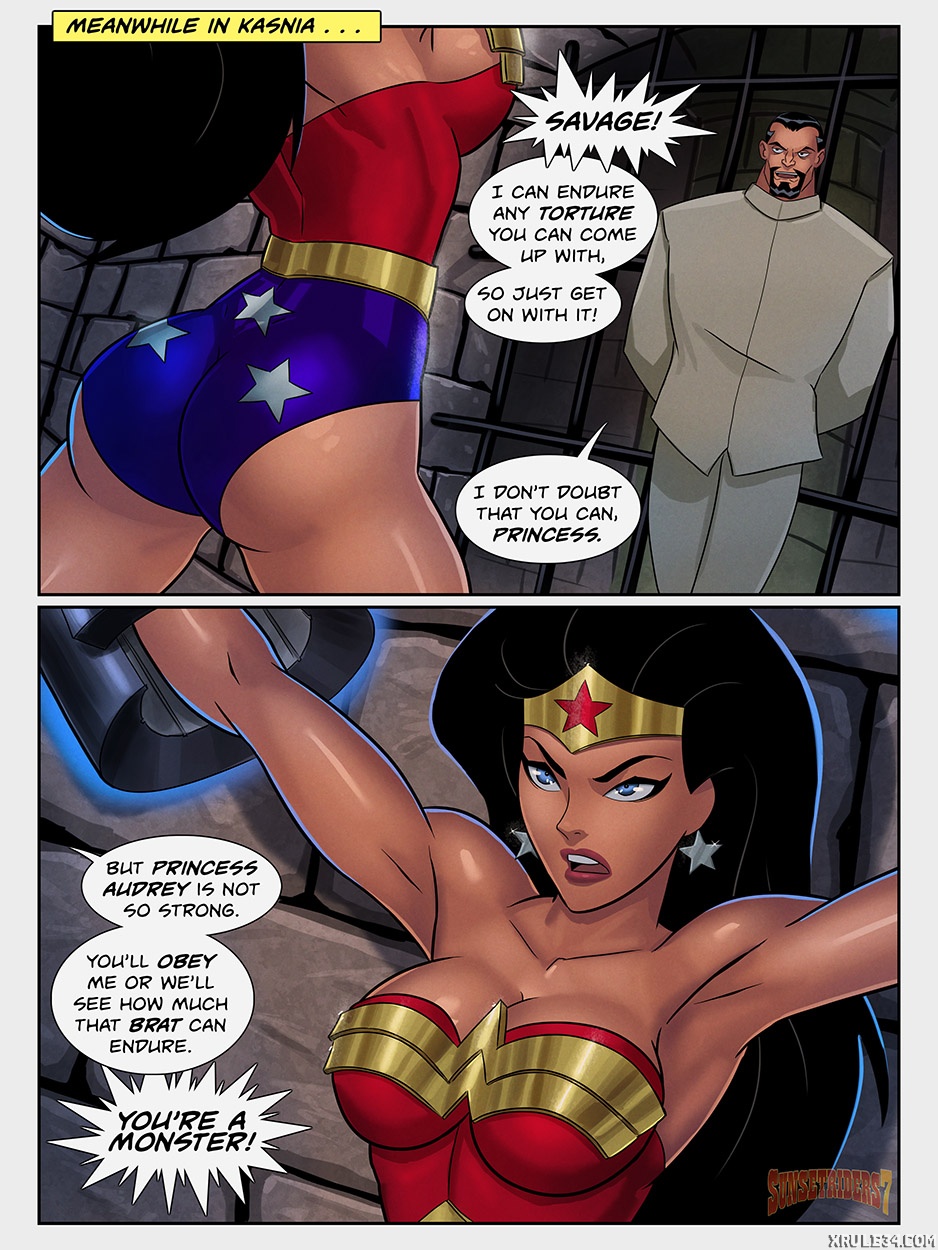 MEANWHILE IN KASNIA . . .
SAVAGE!
I CAN ENDURE
ANY TORTURE
YOU CAN COME
UP WITH,
SO JUST GET
ON WITH IT!
I DON'T DOUBT
THAT YOU CAN,
PRINCESS.
BUT PRINCESS
AUDREY IS NOT
SO STRONG.
YOU'LL OBEY
ME OR WE'LL
SEE HOW MUCH
THAT BRAT CAN
ENDURE.
YOU'RE A
MONSTER!
SUNSETRIDERS7
XRULE34.COM